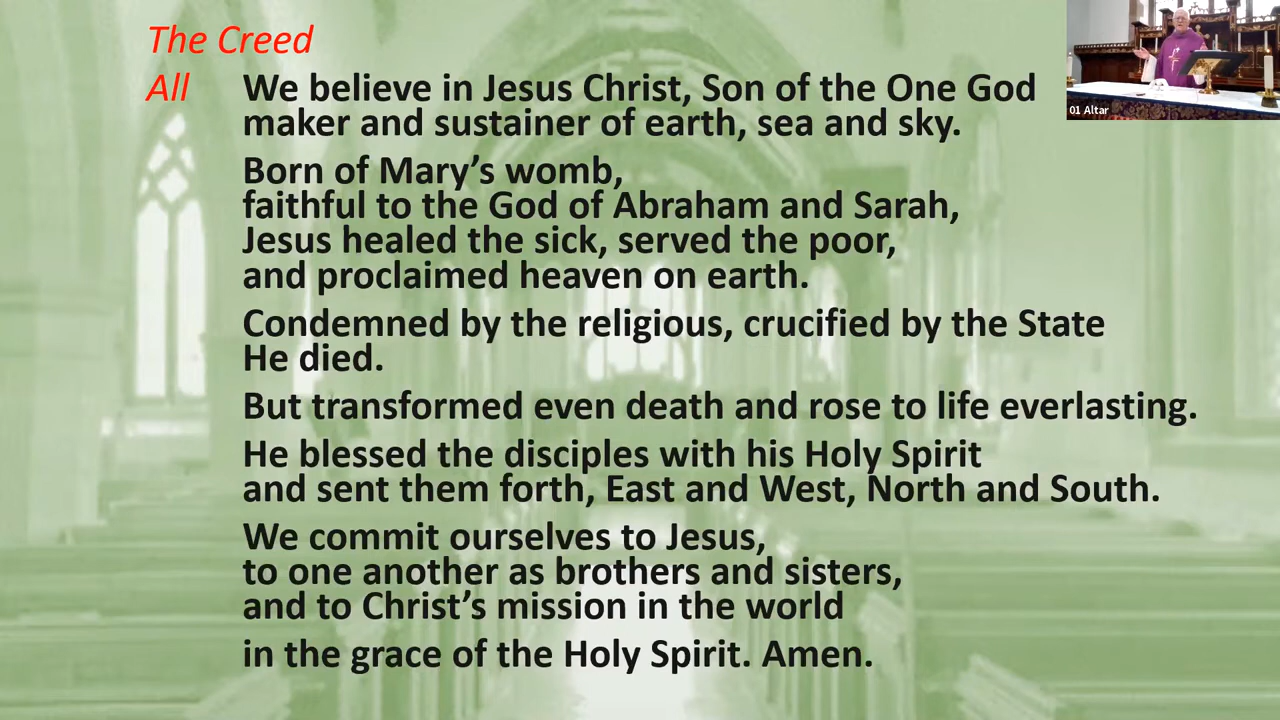 The Creed
All We believe in Jesus Christ, Son of the One God
maker and sustainer of earth, sea and sky.
Born of Mary’s womb,
faithful to the God of Abraham and Sarah,
Jesus healed the sick, served the poor,
and proclaimed heaven on earth.
Condemned by the religious, crucified by the State
He died.
But transformed even death and rose to life everlasting.
He blessed the disciples with his Holy Spirit
and sent them forth, East and West, North and South.
We commit ourselves to Jesus,
to one another as brothers and sisters,
and to Christ’s mission in the world
in the grace of the Holy Spirit. Amen.
01 Altar